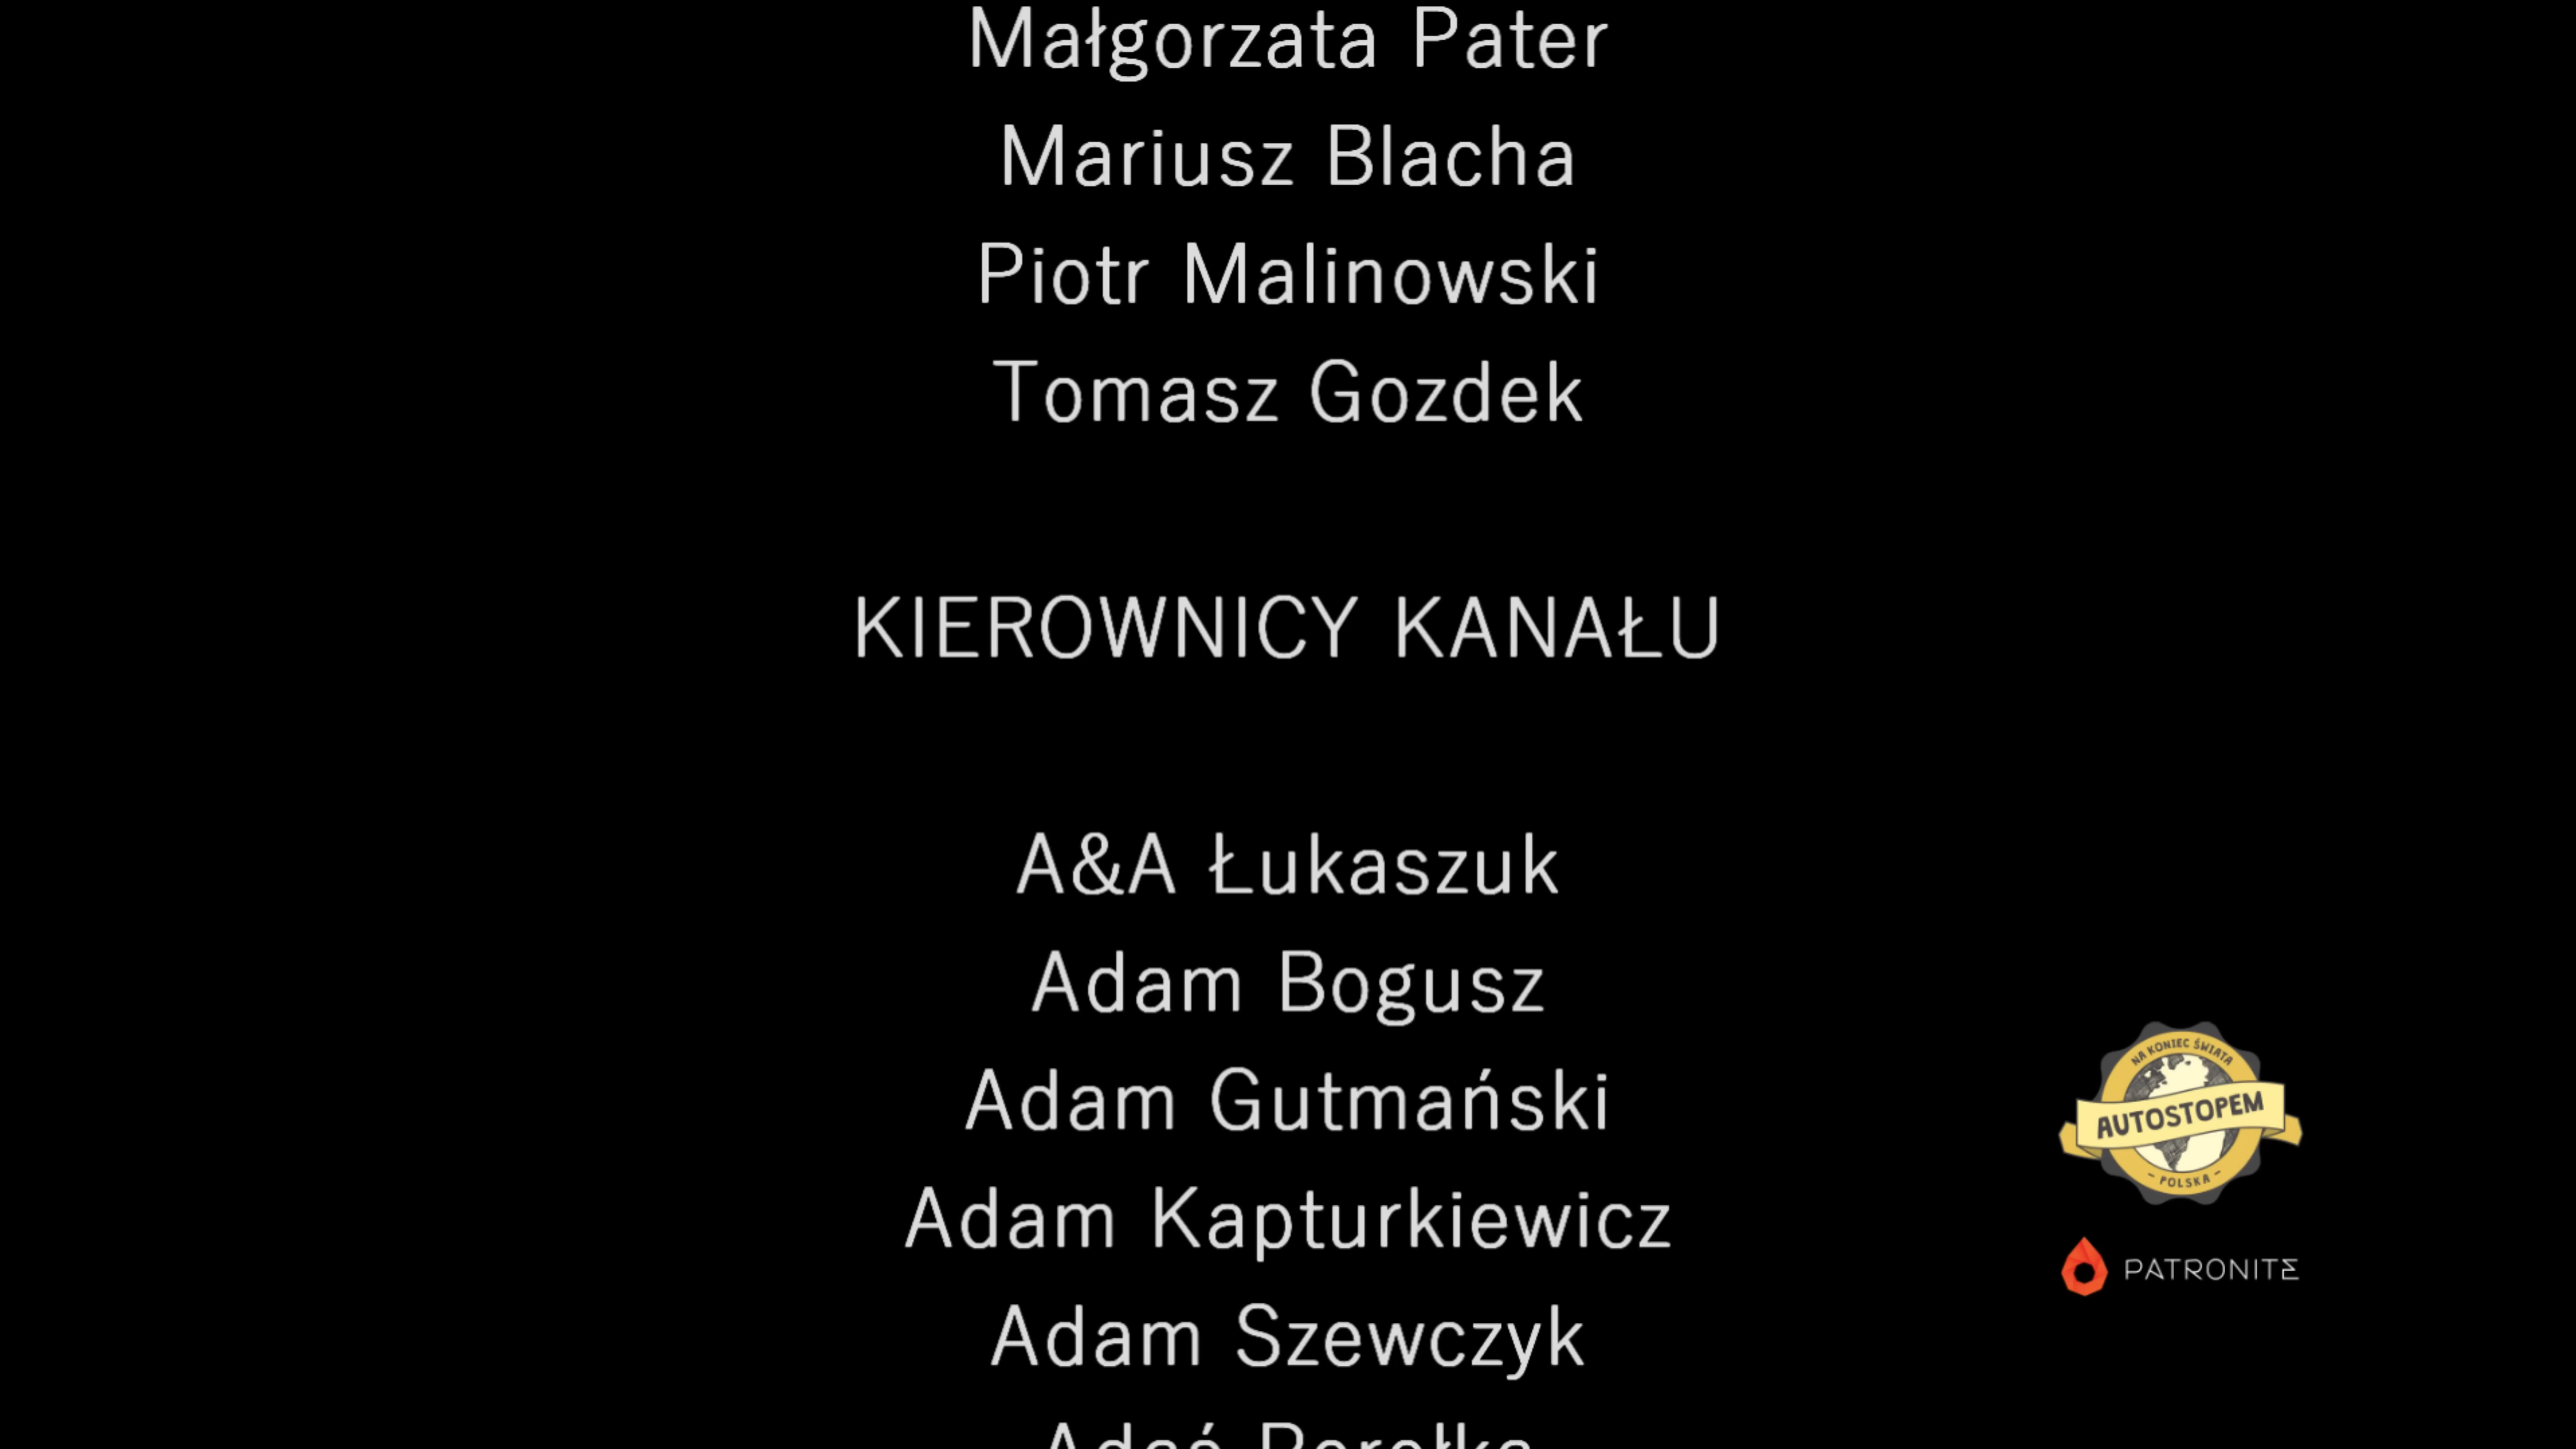 Małgorzata Pater
Mariusz Blacha
Piotr Malinowski
Tomasz Gozdek
KIEROWNICY KANAŁU
A&A Łukaszuk
Adam Bogusz
Adam Gutmański
Adam Kapturkiewicz
Adam Szewczyk
NA KONIEC ŚWIATA
AUTOSTOPEM
- POLSKA -
PATRONITE